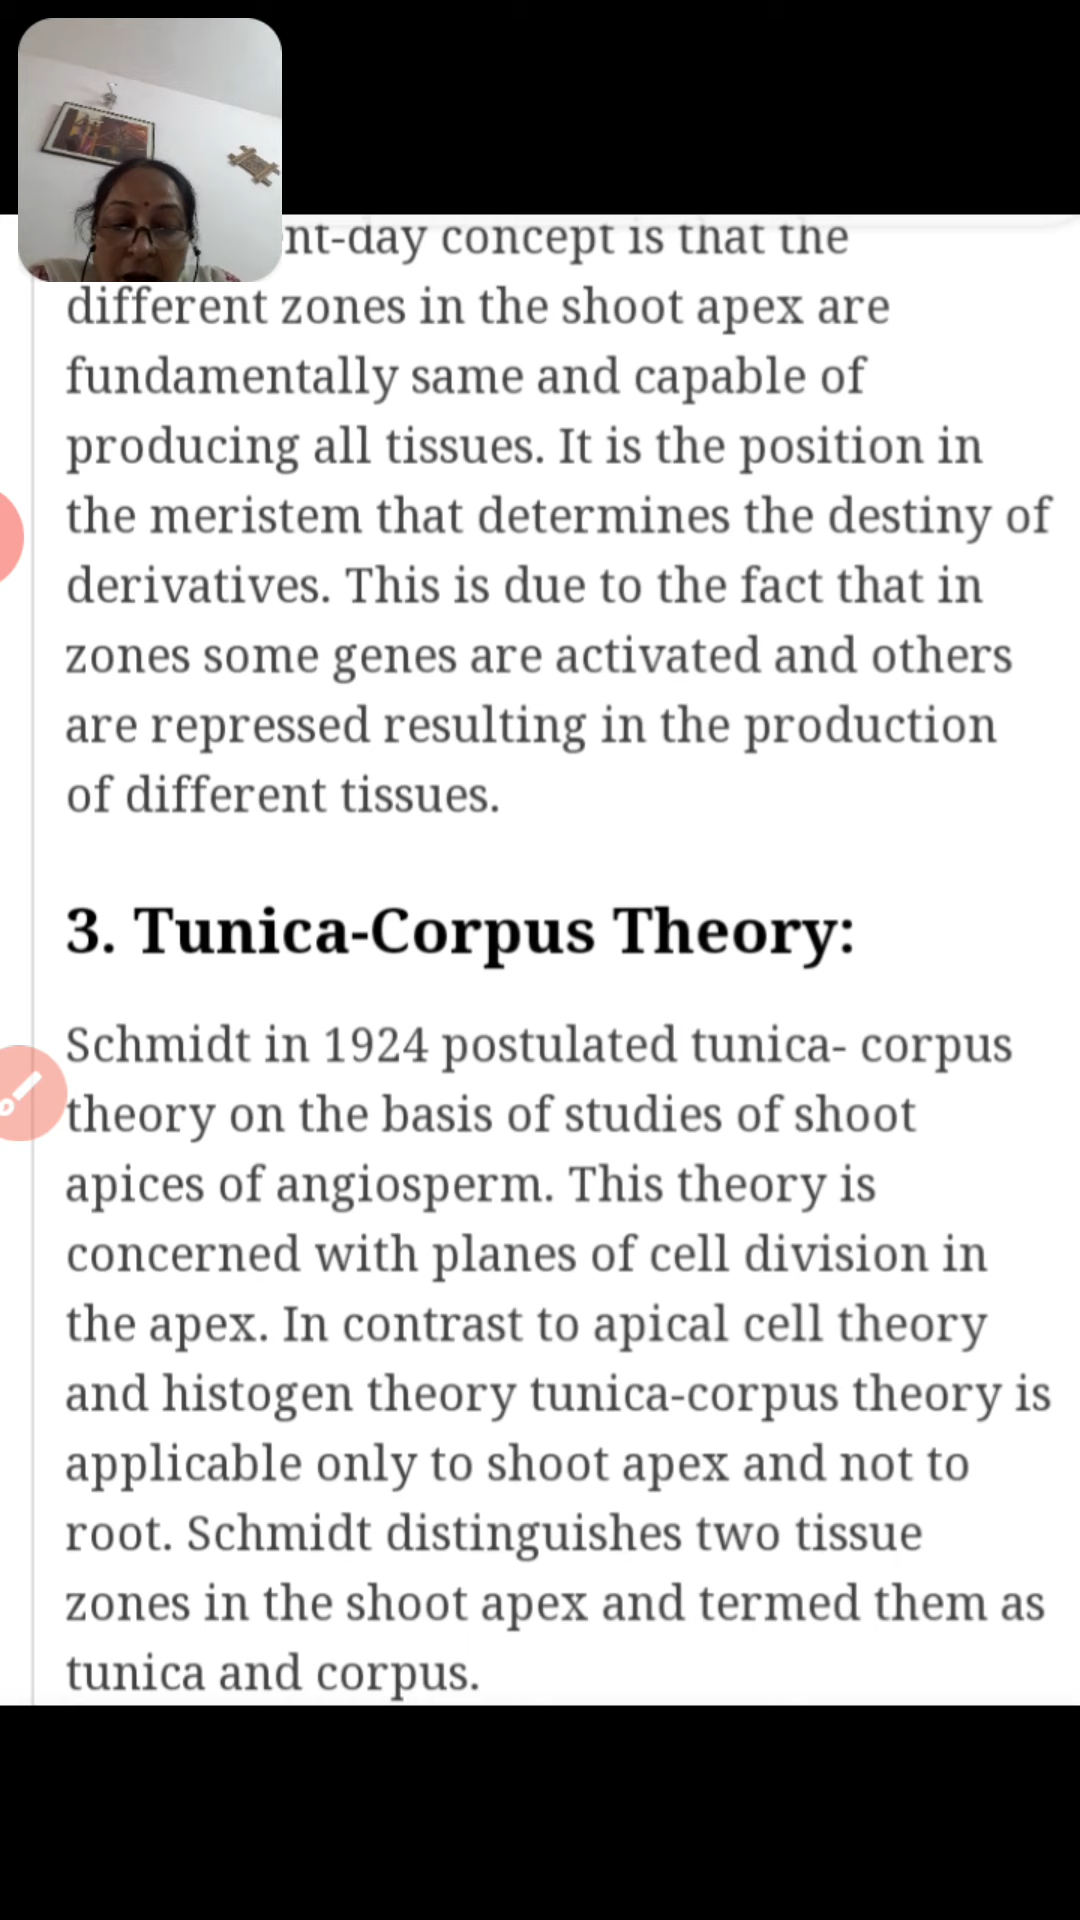 nt-day concept is that the
different zones in the shoot apex are
fundamentally same and capable of
producing all tissues. It is the position in
the meristem that determines the destiny of
derivatives. This is due to the fact that in
zones some genes are activated and others
are repressed resulting in the production
of different tissues.
3. Tunica-Corpus Theory:
Schmidt in 1924 postulated tunica- corpus
theory on the basis of studies of shoot
apices of angiosperm. This theory is
concerned with planes of cell division in
the apex. In contrast to apical cell theory
and histogen theory tunica-corpus theory is
applicable only to shoot apex and not to
root. Schmidt distinguishes two tissue
zones in the shoot apex and termed them as
tunica and corpus.